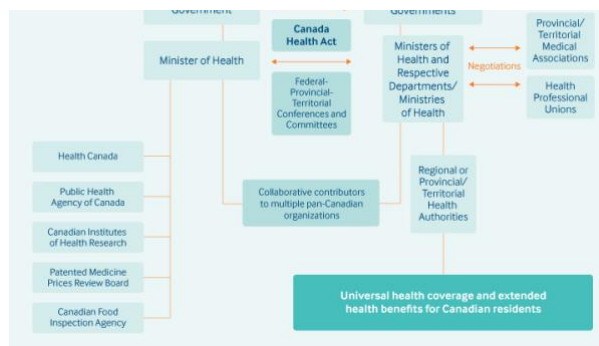 Government
Governments
Canada
Health Act
Minister of Health
Federal-
Provincial-
Territorial
Conferences and
Committees
Ministers of
Health and
Respective
Departments/
Ministries
of Health
Negotiations
Provincial/
Territorial
Medical
Associations
Health
Professional
Unions
Health Canada
Public Health
Agency of Canada
Canadian Institutes
of Health Research
Patented Medicine
Prices Review Board
Canadian Food
Inspection Agency
Collaborative contributors
to multiple pan-Canadian
organizations
Regional or
Provincial/
Territorial
Health
Authorities
Universal health coverage and extended
health benefits for Canadian residents